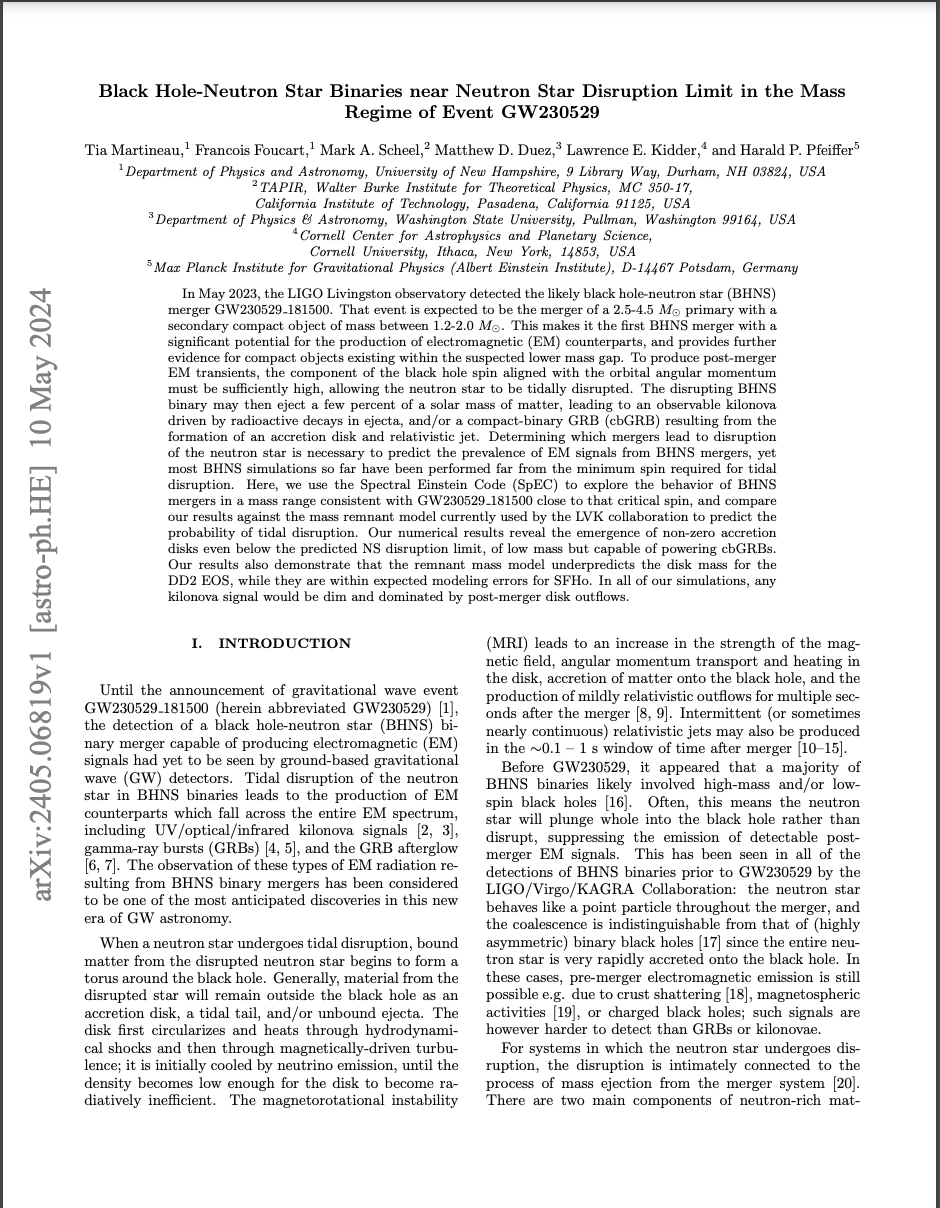 Black Hole-Neutron Star Binaries near Neutron Star Disruption Limit in the Mass
Regime of Event GW230529
Tia Martineau,1 Francois Foucart,1 Mark A. Scheel,2 Matthew D. Duez,3 Lawrence E. Kidder,4 and Harald P. Pfeiffer5
1Department of Physics and Astronomy, University of New Hampshire, 9 Library Way, Durham, NH 03824, USA
2TAPIR, Walter Burke Institute for Theoretical Physics, MC 350-17,
California Institute of Technology, Pasadena, California 91125, USA
3Department of Physics & Astronomy, Washington State University, Pullman, Washington 99164, USA
4Cornell Center for Astrophysics and Planetary Science,
Cornell University, Ithaca, New York, 14853, USA
5Max Planck Institute for Gravitational Physics (Albert Einstein Institute), D-14467 Potsdam, Germany
In May 2023, the LIGO Livingston observatory detected the likely black hole-neutron star (BHNS)
merger GW230529_181500. That event is expected to be the merger of a 2.5-4.5 M⊙ primary with a
secondary compact object of mass between 1.2-2.0 M⊙. This makes it the first BHNS merger with a
significant potential for the production of electromagnetic (EM) counterparts, and provides further
evidence for compact objects existing within the suspected lower mass gap. To produce post-merger
EM transients, the component of the black hole spin aligned with the orbital angular momentum
must be sufficiently high, allowing the neutron star to be tidally disrupted. The disrupting BHNS
binary may then eject a few percent of a solar mass of matter, leading to an observable kilonova
driven by radioactive decays in ejecta, and/or a compact-binary GRB (cbGRB) resulting from the
formation of an accretion disk and relativistic jet. Determining which mergers lead to disruption
of the neutron star is necessary to predict the prevalence of EM signals from BHNS mergers, yet
most BHNS simulations so far have been performed far from the minimum spin required for tidal
disruption. Here, we use the Spectral Einstein Code (SpEC) to explore the behavior of BHNS
mergers in a mass range consistent with GW230529_181500 close to that critical spin, and compare
our results against the mass remnant model currently used by the LVK collaboration to predict the
probability of tidal disruption. Our numerical results reveal the emergence of non-zero accretion
disks even below the predicted NS disruption limit, of low mass but capable of powering cbGRBs.
Our results also demonstrate that the remnant mass model underpredicts the disk mass for the
DD2 EOS, while they are within expected modeling errors for SFHo. In all of our simulations, any
kilonova signal would be dim and dominated by post-merger disk outflows.
arXiv:2405.06819v1 [astro-ph.HE] 10 May 2024
I. INTRODUCTION
Until the announcement of gravitational wave event
GW230529_181500 (herein abbreviated GW230529) [1],
the detection of a black hole-neutron star (BHNS) bi-
nary merger capable of producing electromagnetic (EM)
signals had yet to be seen by ground-based gravitational
wave (GW) detectors. Tidal disruption of the neutron
star in BHNS binaries leads to the production of EM
counterparts which fall across the entire EM spectrum,
including UV/optical/infrared kilonova signals [2, 3],
gamma-ray bursts (GRBs) [4, 5], and the GRB afterglow
[6, 7]. The observation of these types of EM radiation re-
sulting from BHNS binary mergers has been considered
to be one of the most anticipated discoveries in this new
era of GW astronomy.
When a neutron star undergoes tidal disruption, bound
matter from the disrupted neutron star begins to form a
torus around the black hole. Generally, material from the
disrupted star will remain outside the black hole as an
accretion disk, a tidal tail, and/or unbound ejecta. The
disk first circularizes and heats through hydrodynami-
cal shocks and then through magnetically-driven turbu-
lence; it is initially cooled by neutrino emission, until the
density becomes low enough for the disk to become ra-
diatively inefficient. The magnetorotational instability
(MRI) leads to an increase in the strength of the mag-
netic field, angular momentum transport and heating in
the disk, accretion of matter onto the black hole, and the
production of mildly relativistic outflows for multiple sec-
onds after the merger [8, 9]. Intermittent (or sometimes
nearly continuous) relativistic jets may also be produced
in the ∼0.1 – 1 s window of time after merger [10–15].
Before GW230529, it appeared that a majority of
BHNS binaries likely involved high-mass and/or low-
spin black holes [16]. Often, this means the neutron
star will plunge whole into the black hole rather than
disrupt, suppressing the emission of detectable post-
merger EM signals. This has been seen in all of the
detections of BHNS binaries prior to GW230529 by the
LIGO/Virgo/KAGRA Collaboration: the neutron star
behaves like a point particle throughout the merger, and
the coalescence is indistinguishable from that of (highly
asymmetric) binary black holes [17] since the entire neu-
tron star is very rapidly accreted onto the black hole. In
these cases, pre-merger electromagnetic emission is still
possible e.g. due to crust shattering [18], magnetospheric
activities [19], or charged black holes; such signals are
however harder to detect than GRBs or kilonovae.
For systems in which the neutron star undergoes dis-
ruption, the disruption is intimately connected to the
process of mass ejection from the merger system [20].
There are two main components of neutron-rich mat-